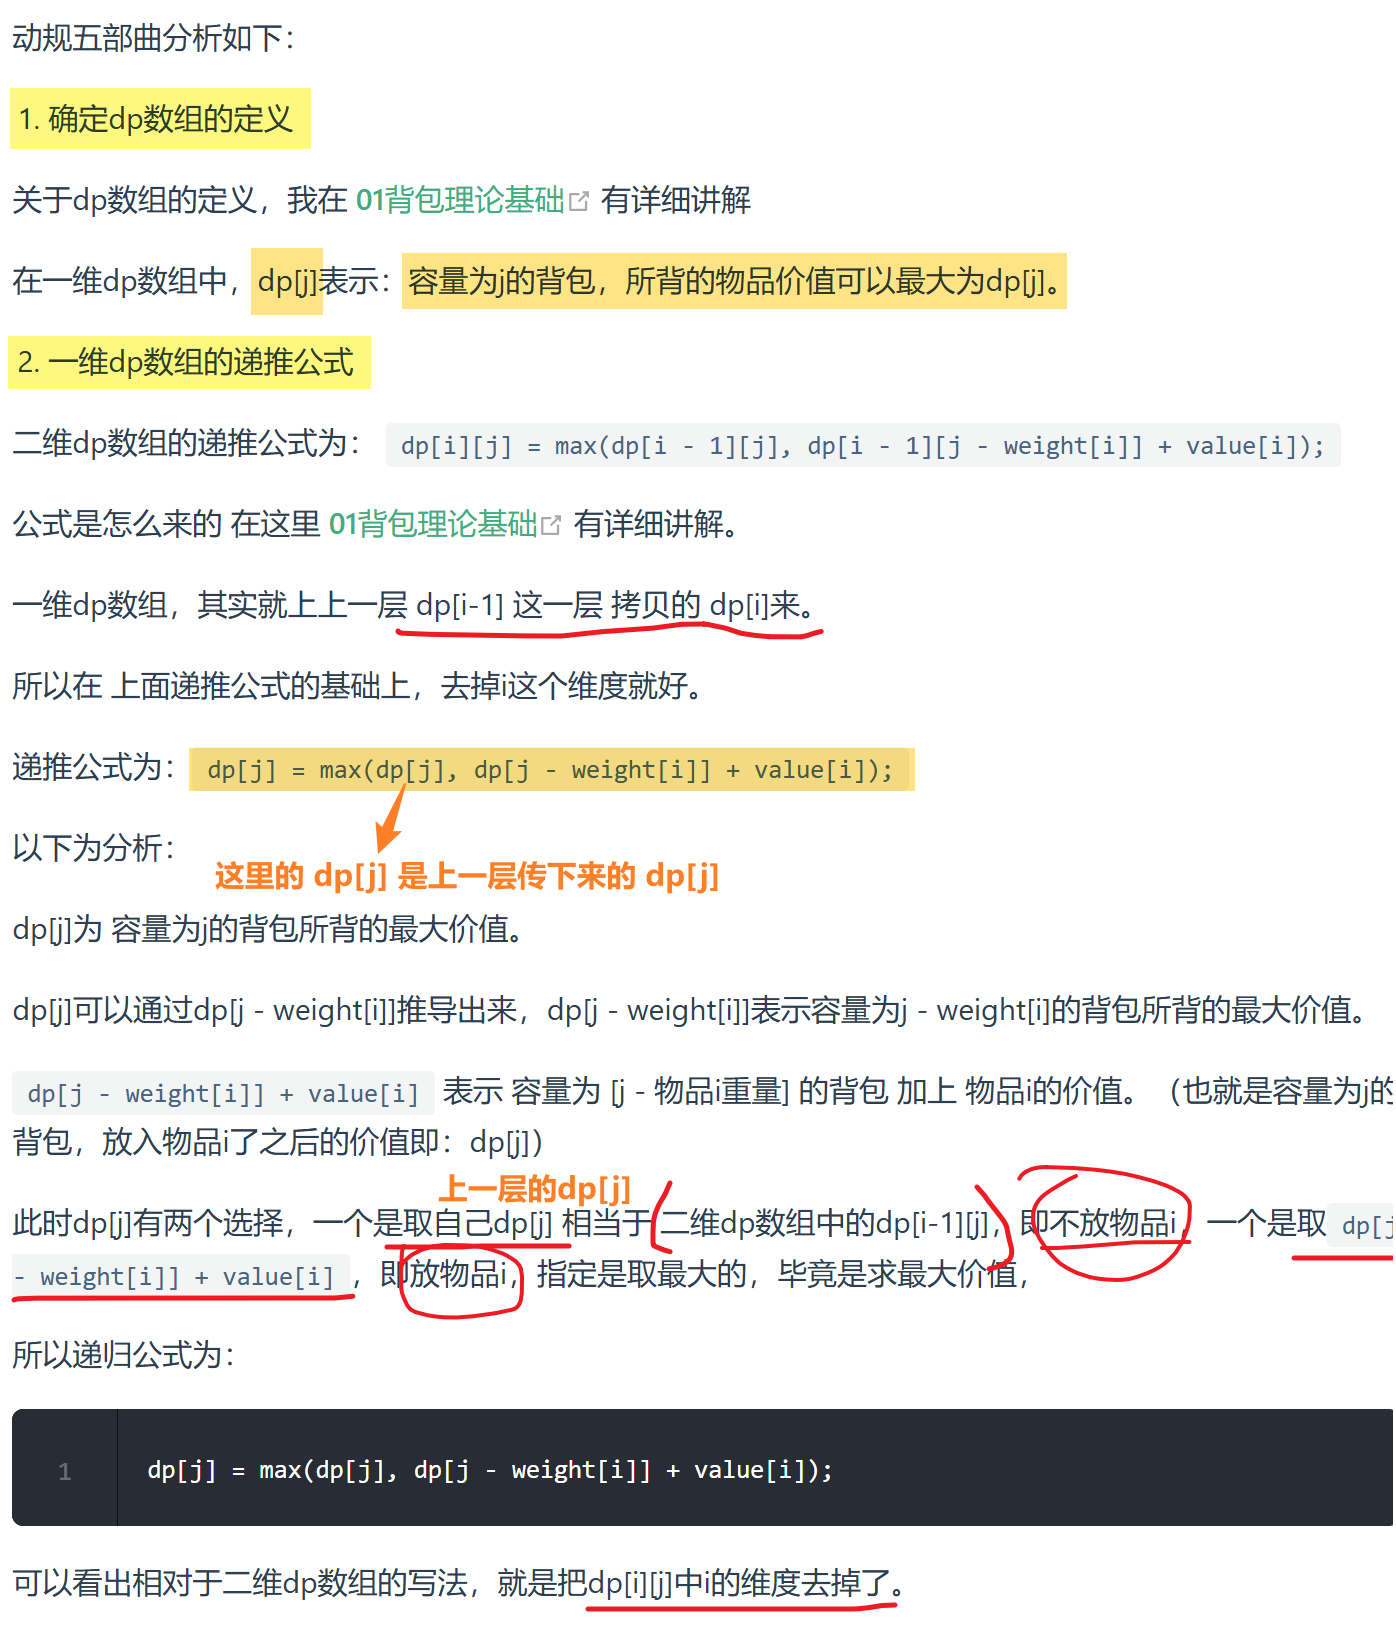 动规五部曲分析如下：
1. 确定dp数组的定义
关于dp数组的定义，我在 01背包理论基础 有详细讲解
在一维dp数组中，dp[j]表示：容量为j的背包，所背的物品价值可以最大为dp[j]。
2. 一维dp数组的递推公式
二维dp数组的递推公式为： dp[i][j] = max(dp[i - 1][j], dp[i - 1][j - weight[i]] + value[i]);
公式是怎么来的 在这里 01背包理论基础 有详细讲解。
一维dp数组，其实就上上一层 dp[i-1] 这一层 拷贝的 dp[i]来。
所以在 上面递推公式的基础上，去掉i这个维度就好。
递推公式为： dp[j] = max(dp[j], dp[j - weight[i]] + value[i]);
以下为分析：
这里的 dp[j] 是上一层传下来的 dp[j]
dp[j]为 容量为j的背包所背的最大价值。
dp[j]可以通过dp[j - weight[i]]推导出来，dp[j - weight[i]]表示容量为j - weight[i]的背包所背的最大价值。
dp[j - weight[i]] + value[i] 表示 容量为 [j - 物品i重量] 的背包 加上 物品i的价值。（也就是容量为j的
背包，放入物品i了之后的价值即：dp[j]）
上一层的dp[j]
此时dp[j]有两个选择，一个是取自己dp[j] 相当于 二维dp数组中的dp[i-1][j]，即不放物品i，一个是取 dp[j
- weight[i]] + value[i] ，即放物品i，指定是取最大的，毕竟是求最大价值，
所以递归公式为：
1 dp[j] = max(dp[j], dp[j - weight[i]] + value[i]);
可以看出相对于二维dp数组的写法，就是把dp[i][j]中i的维度去掉了。